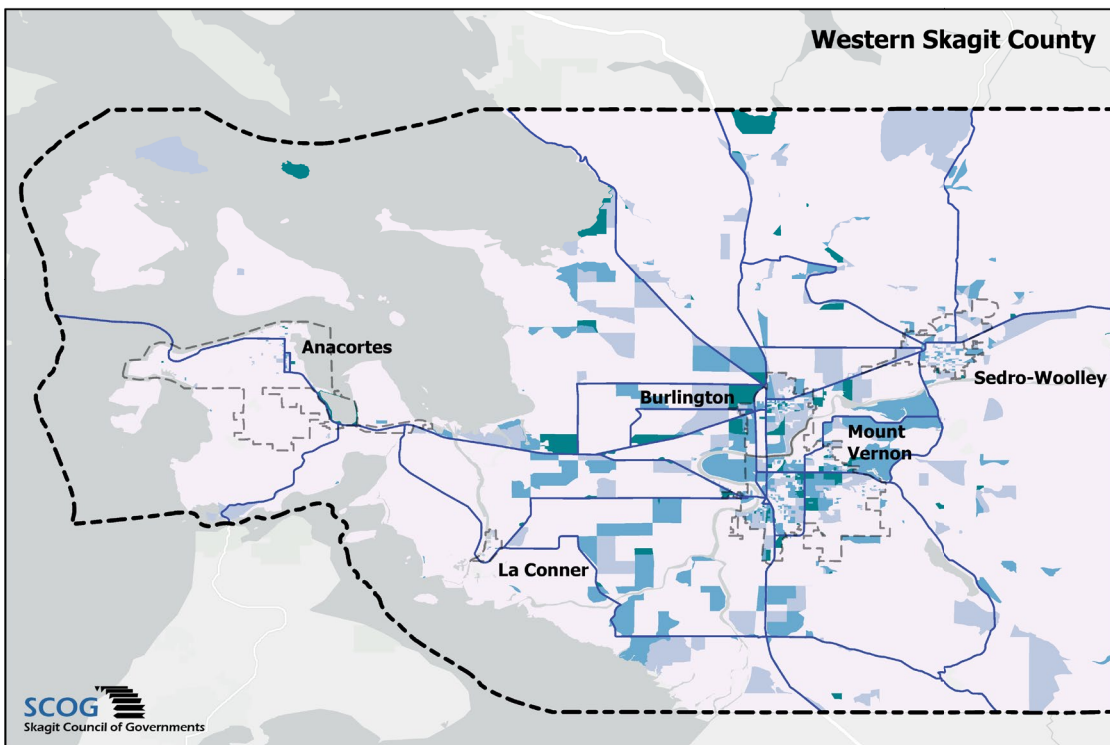 Western Skagit County
Anacortes
Burlington
Sedro-Woolley
Mount
Vernon
La Conner
SCOG
Skagit Council of Governments